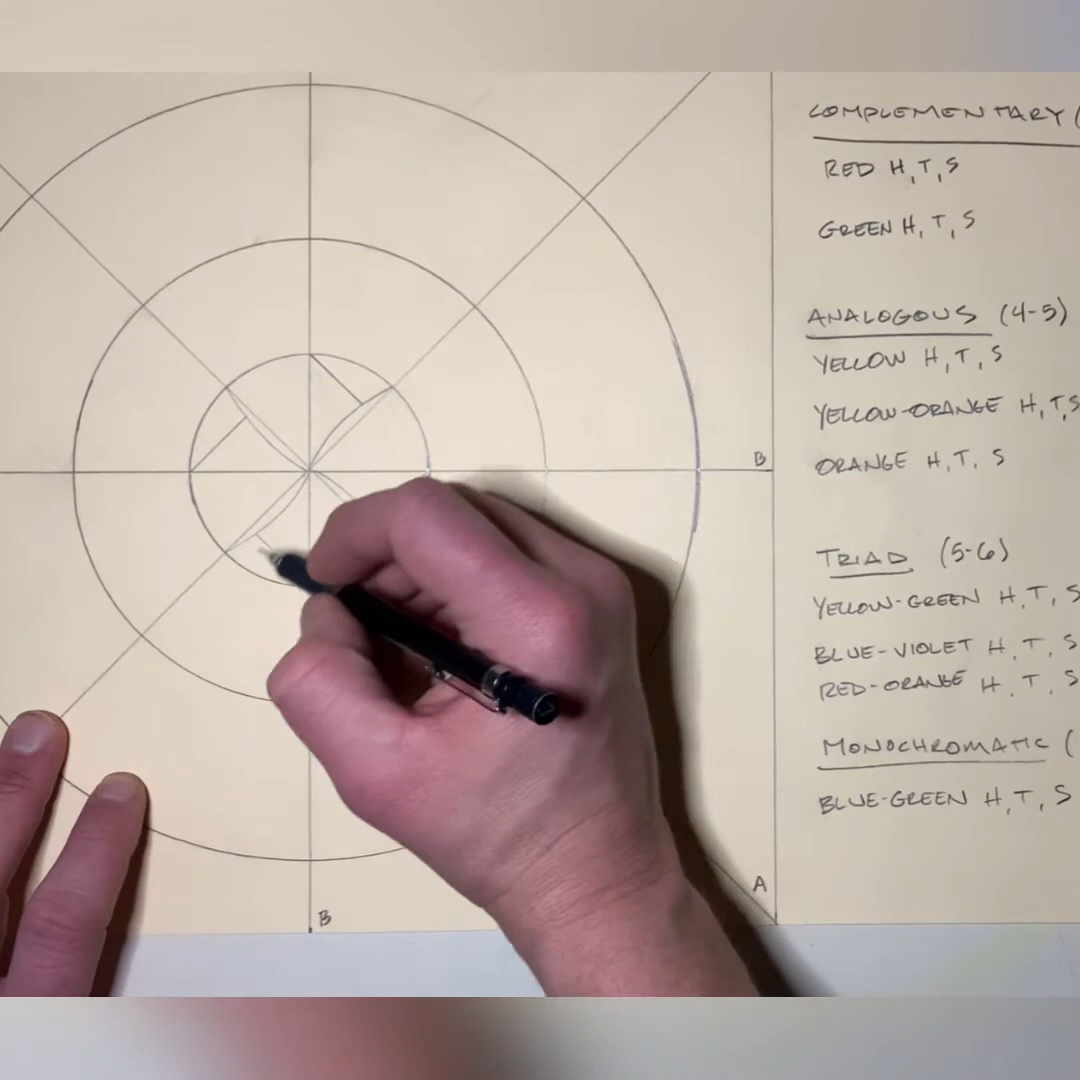 COMPLEMENTARY (
RED H, T, S
GREEN H, T, S
ANALOGOUS (4-5)
YELLOW H, T, S
YELLOW-ORANGE H, T, S
ORANGE H, T, S
TRIAD (5-6)
YELLOW-GREEN H, T, S
BLUE-VIOLET H, T, S
RED-ORANGE H, T, S
MONOCHROMATIC (
BLUE-GREEN H, T, S
B
A
B